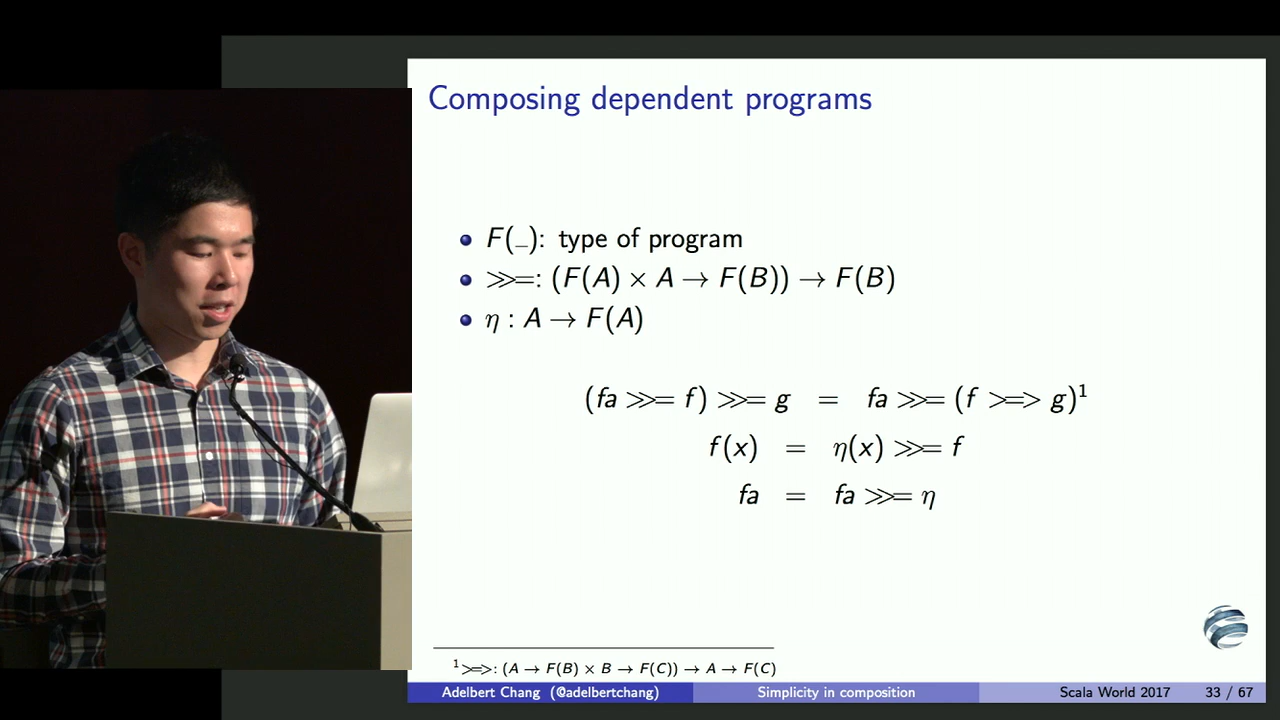 Composing dependent programs
F(_): type of program
≫=: (F(A) × A → F(B)) → F(B)
η : A → F(A)
(fa ≫= f) ≫= g = fa ≫= (f >=> g)¹
f(x) = η(x) ≫= f
fa = fa ≫= η
¹>=>: (A → F(B) × B → F(C)) → A → F(C)
Adelbert Chang (@adelbertchang) Simplicity in composition Scala World 2017 33 / 67